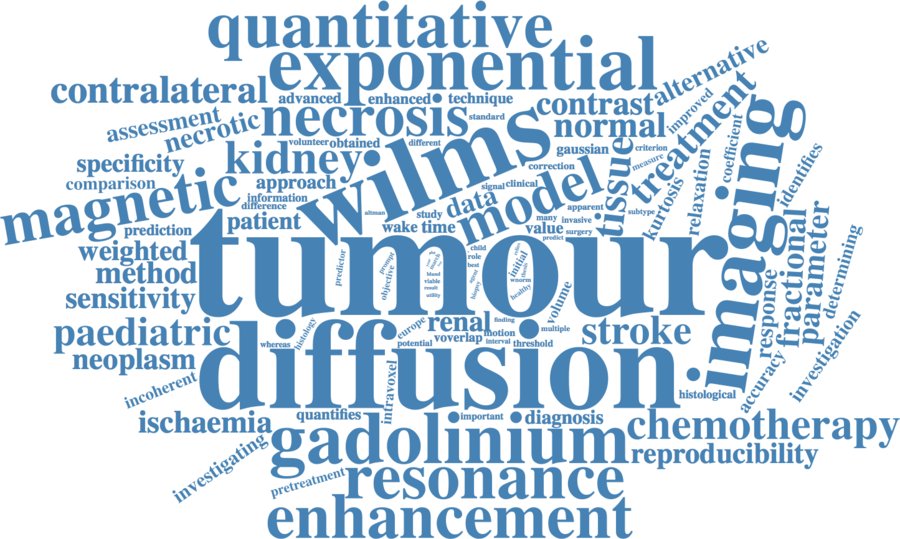 quantitative
exponential
alternative
contralateral
advanced
enhanced
technique
contrast
improved
treatment
assessment
necrotic
necrosis
standard
normal
coefficient
imaging
volunteer
obtained
different
wilms
gaussian
criterion
measure
specificity
kidney
correction
tissue
kurtosis
relaxation
identifies
comparison
approach
signal
clinical
model
magnetic
information
difference
altman
study
data
apparent
subtype
patient
wake time
many
invasive
value
surgery
predict
prediction
tumour
fractional
parameter
weighted
method
predictor
prompt
objective
child
role
best
initial
wnorm
healthy
biopsy
bland
viable
result
utility
determining
sensitivity
volume
response
paediatric
whereas
histology
europe
renal
finding
motion
multiple
stroke
potential
voverlap
interval
threshold
neoplasm
diffusion
accuracy
investigation
incoherent
intravoxel
histological
ischaemia
quantifies
important
diagnosis
chemotherapy
investigating
gadolinium
reproducibility
pretreatment
resonance
enhancement